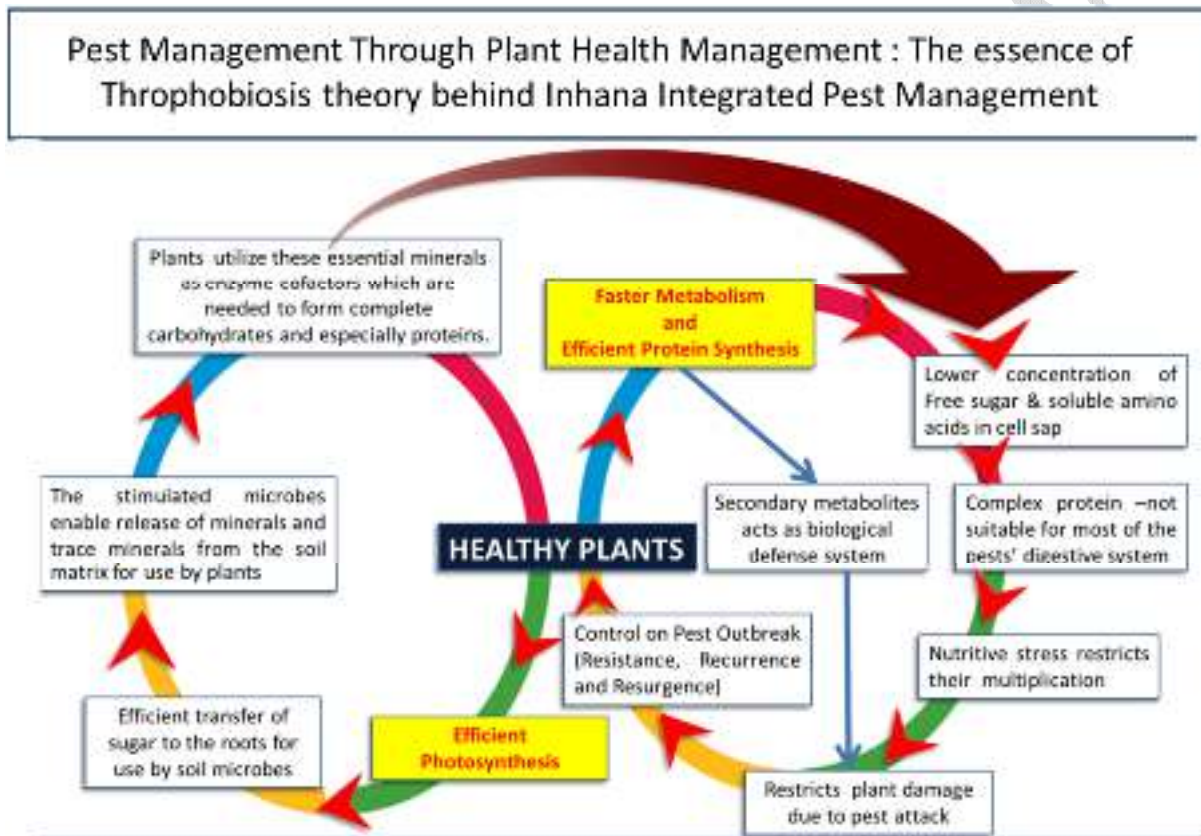 Pest Management Through Plant Health Management : The essence of
Throphobiosis theory behind Inhana Integrated Pest Management
Plants utilize these essential minerals
as enzyme cofactors which are
needed to form complete
carbohydrates and especially proteins.
Faster Metabolism
and
Efficient Protein Synthesis
Lower concentration of
Free sugar & soluble amino
acids in cell sap
The stimulated microbes
enable release of minerals and
trace minerals from the soil
matrix for use by plants
HEALTHY PLANTS
Secondary metabolites
acts as biological
defense system
Complex protein –not
suitable for most of the
pests' digestive system
Control on Pest Outbreak
(Resistance, Recurrence
and Resurgence)
Nutritive stress restricts
their multiplication
Efficient transfer of
sugar to the roots for
use by soil microbes
Efficient
Photosynthesis
Restricts plant damage
due to pest attack